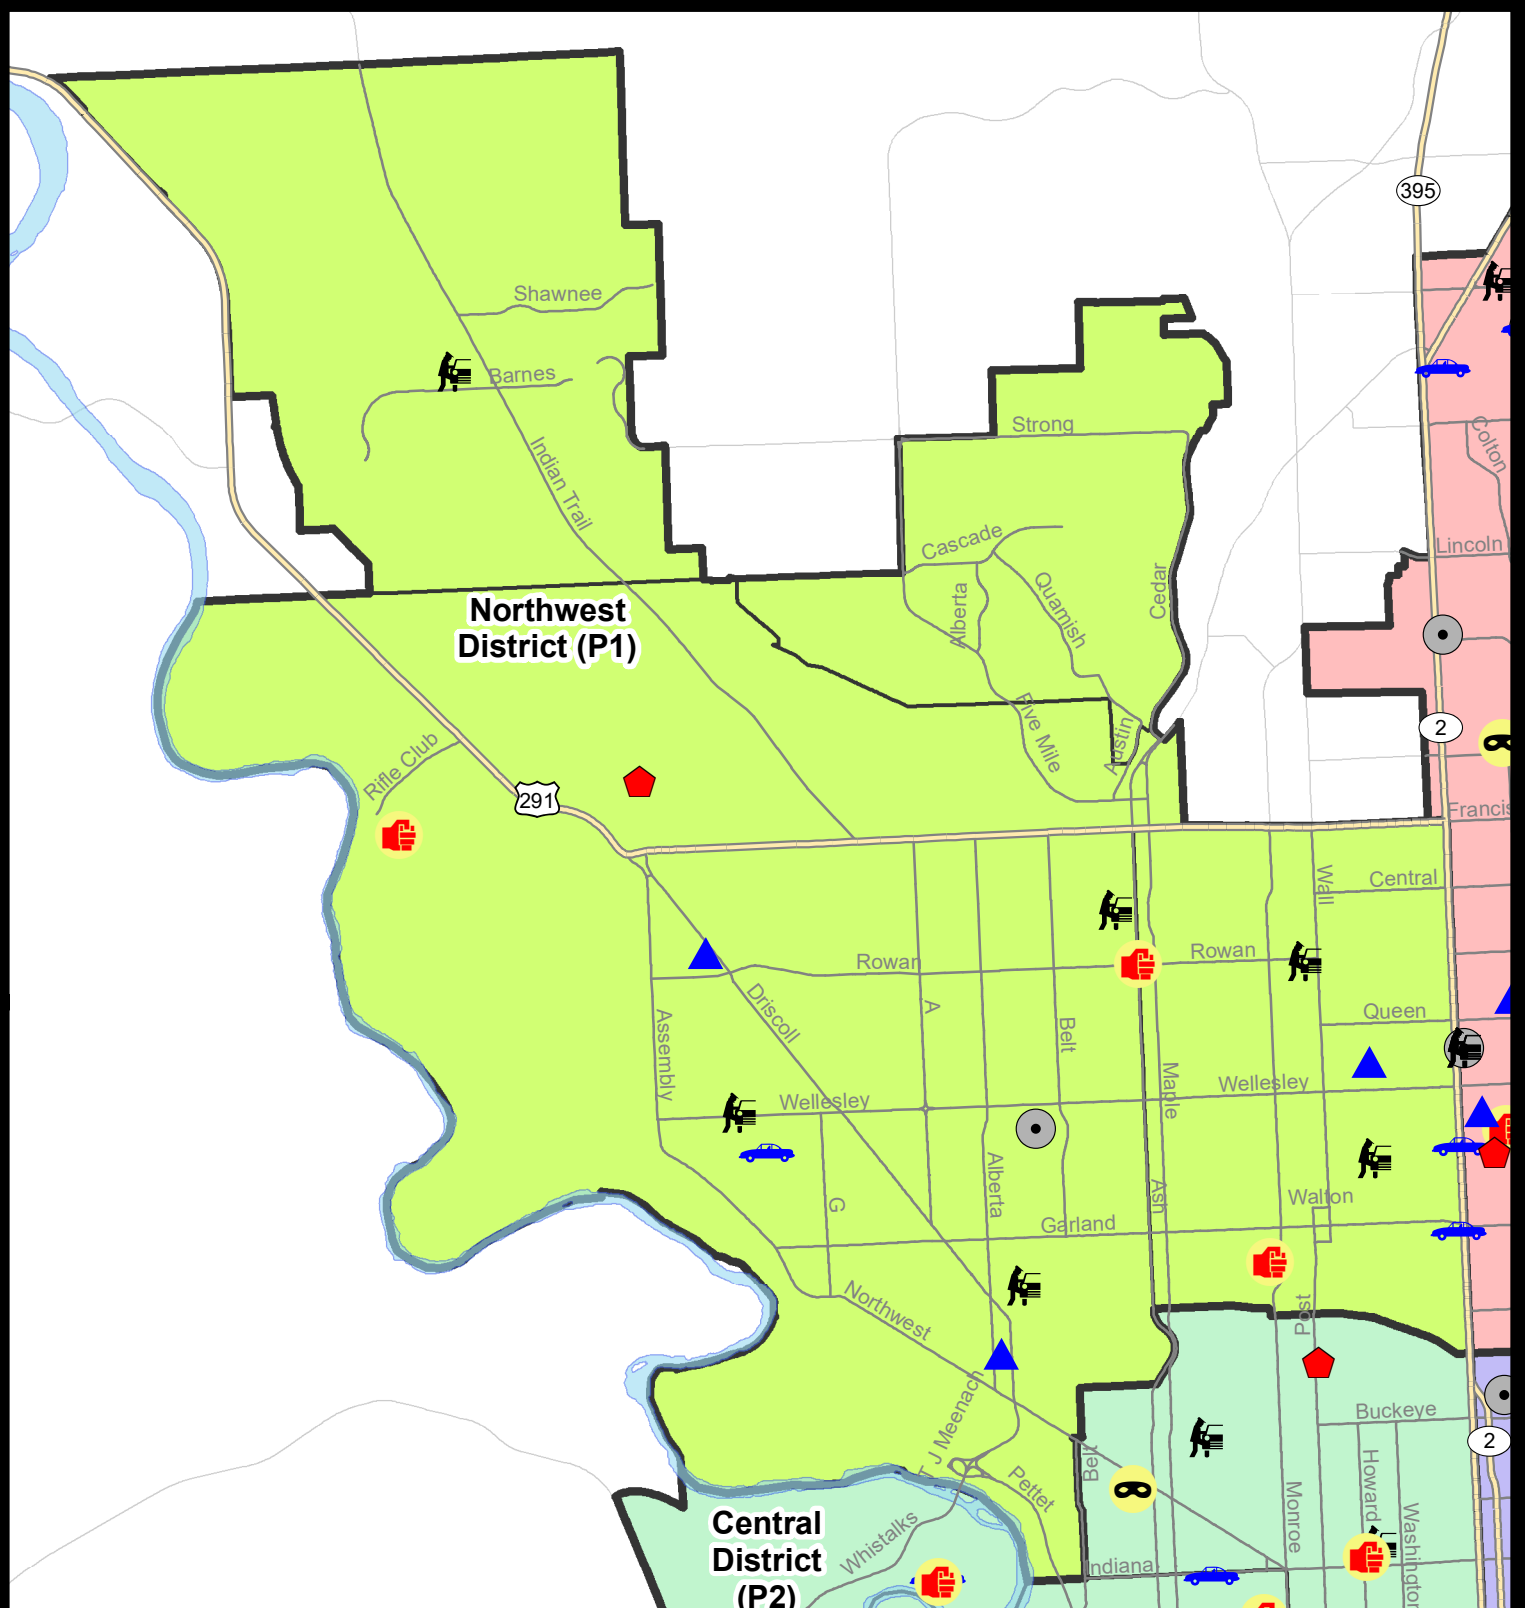 395
Shawnee
Barnes
Indian Trail
Strong
Colton
Cascade
Lincoln
Alberta
Quamish
Cedar
Northwest
District (P1)
Five Mile
Austin
2
Rifle Club
291
Francis
Wall
Central
Rowan
Rowan
Driscoll
A
Queen
Assembly
Belt
Maple
Wellesley
Wellesley
Alberta
Ash
G
Walton
Garland
Northwest
Post
T J Meenach
Buckeye
2
Belt
Pettet
Howard
Monroe
Washington
Central
District
(P2)
Whistalks
Indiana